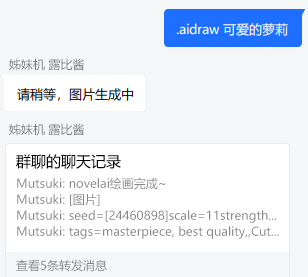 .aidraw 可爱的萝莉
姊妹机 露比酱
请稍等，图片生成中
姊妹机 露比酱
群聊的聊天记录
Mutsuki: novelai绘画完成~
Mutsuki: [图片]
Mutsuki: seed=[24460898]scale=11strength...
Mutsuki: tags=masterpiece, best quality,,Cut...
查看5条转发消息